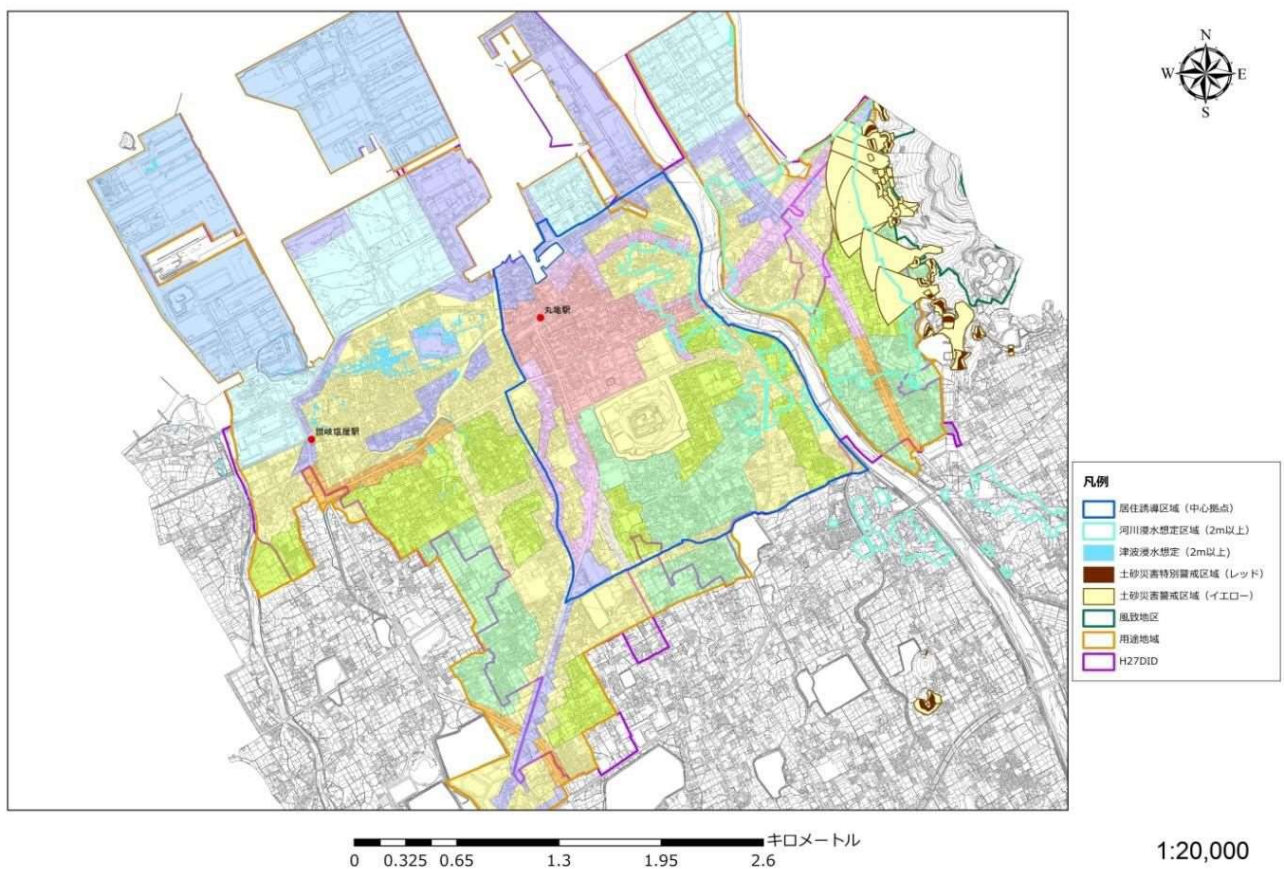 N
W E
S
丸亀駅
讃岐塩屋駅
凡例
居住誘導区域（中心拠点）
河川浸水想定区域（2m以上）
津波浸水想定（2m以上)
土砂災害特別警戒区域（レッド）
土砂災害警戒区域（イエロー）
風致地区
用途地域
H27DID
キロメートル
0 0.325 0.65 1.3 1.95 2.6
1:20,000